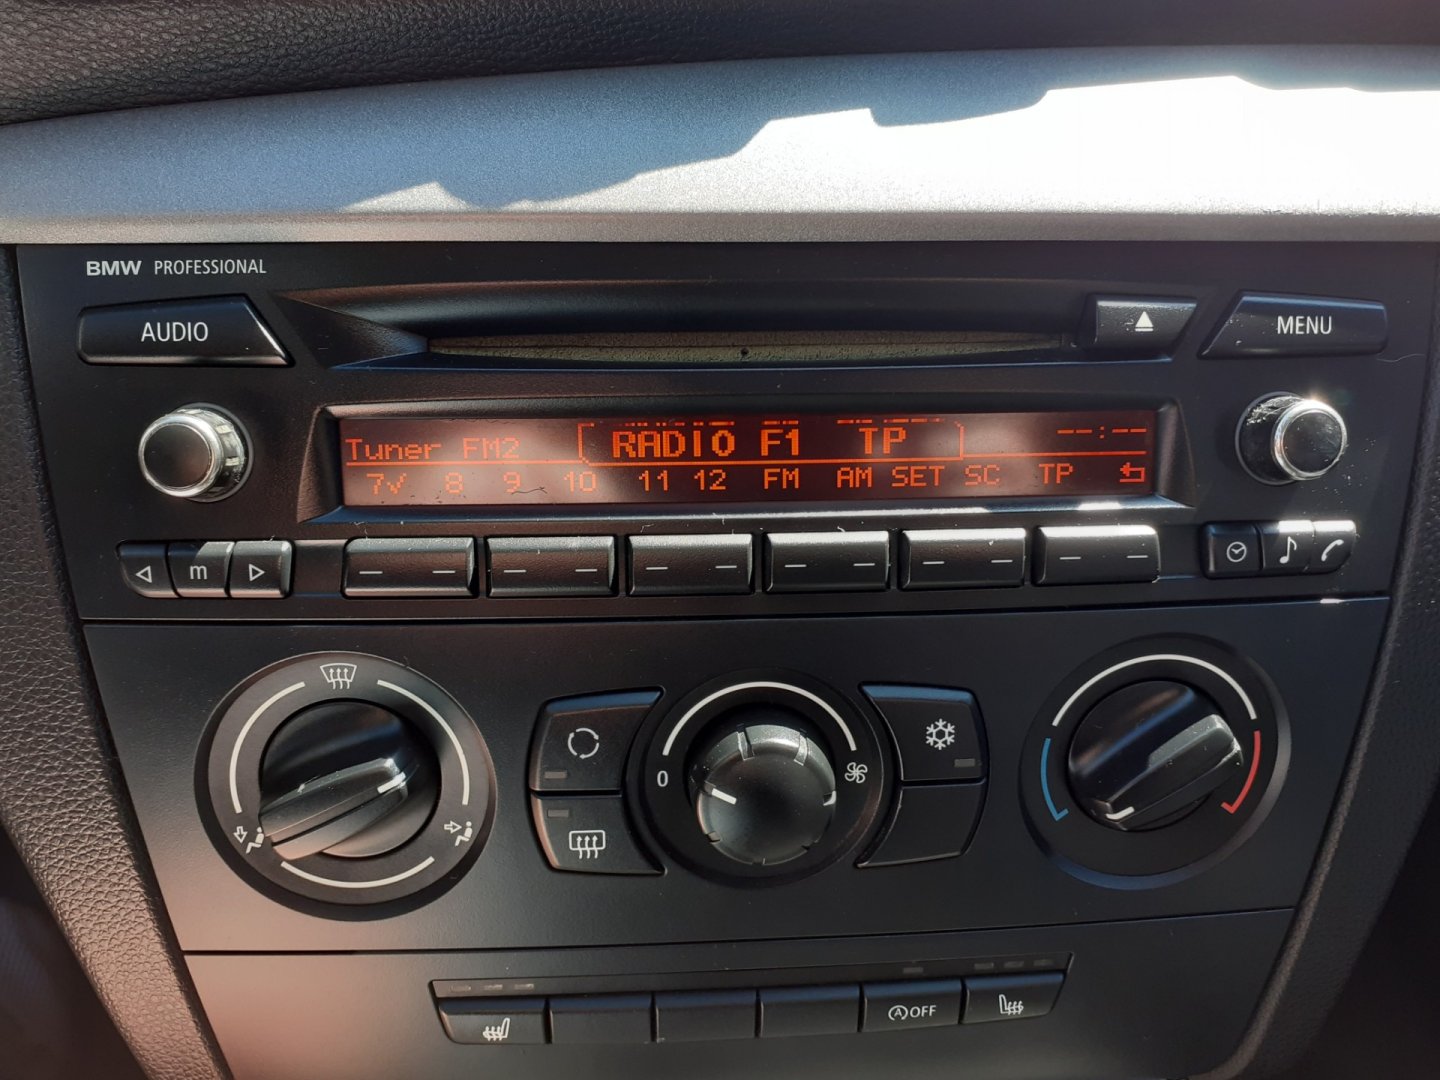 BMW PROFESSIONAL
AUDIO
MENU
Tuner FM2 RADIO F1 TP --:--
7✓ 8 9 10 11 12 FM AM SET SC TP
m
0
A OFF